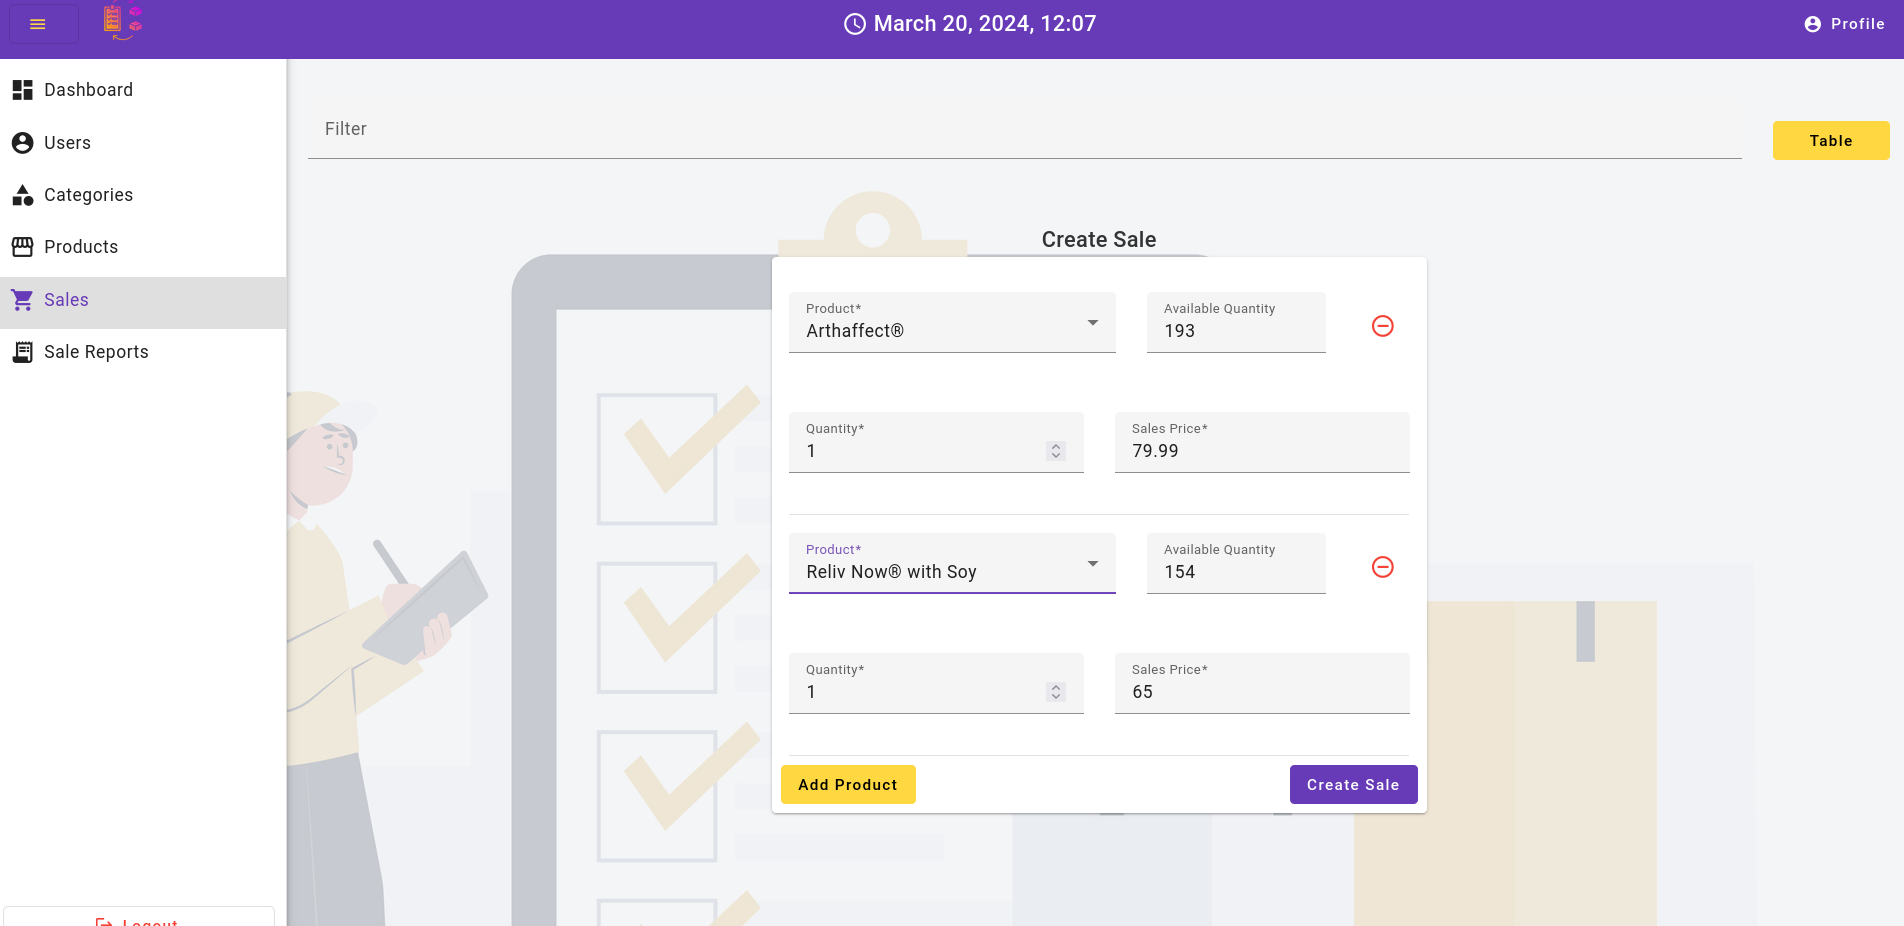 March 20, 2024, 12:07
Profile
Dashboard
Users
Categories
Products
Sales
Sale Reports
Logout
Filter
Table
Create Sale
Product*
Arthaffect®
Available Quantity
193
Quantity*
1
Sales Price*
79.99
Product*
Reliv Now® with Soy
Available Quantity
154
Quantity*
1
Sales Price*
65
Add Product
Create Sale